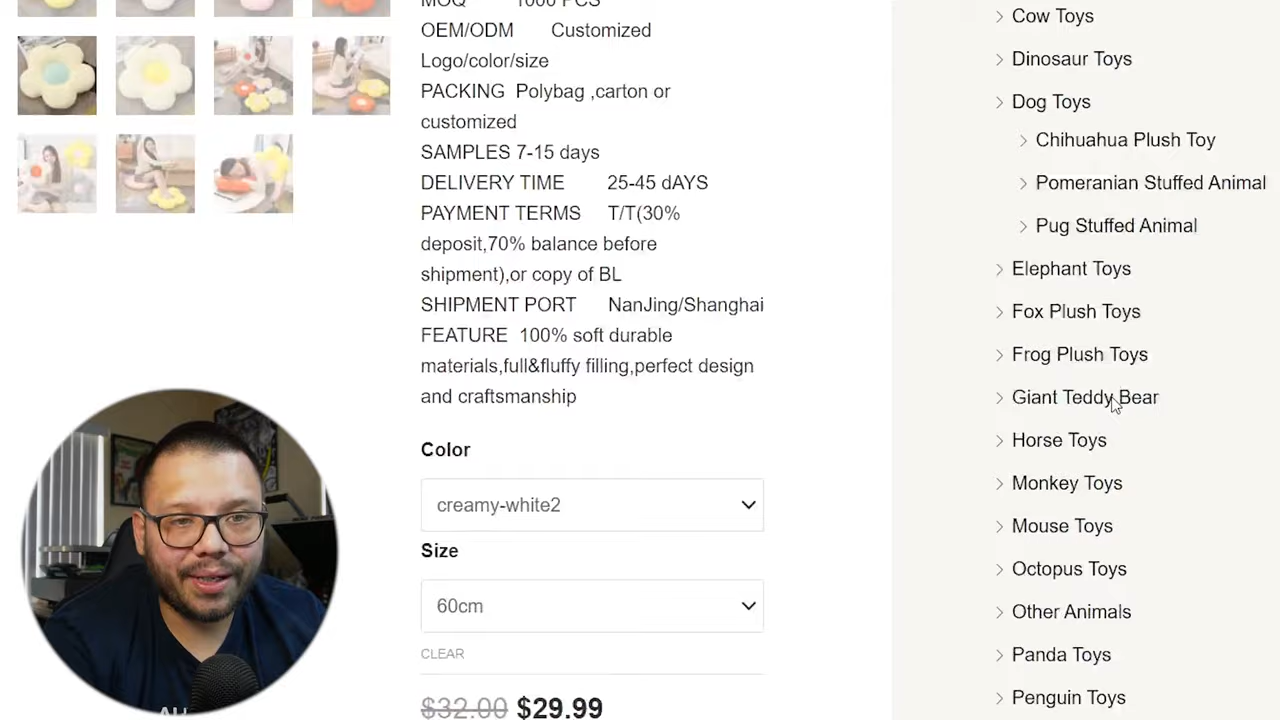 MOQ 1000 PCS
OEM/ODM Customized
Logo/color/size
PACKING Polybag ,carton or
customized
SAMPLES 7-15 days
DELIVERY TIME 25-45 dAYS
PAYMENT TERMS T/T(30%
deposit,70% balance before
shipment),or copy of BL
SHIPMENT PORT NanJing/Shanghai
FEATURE 100% soft durable
materials,full&fluffy filling,perfect design
and craftsmanship
Color
creamy-white2
Size
60cm
CLEAR
$32.00 $29.99
Cow Toys
Dinosaur Toys
Dog Toys
Chihuahua Plush Toy
Pomeranian Stuffed Animal
Pug Stuffed Animal
Elephant Toys
Fox Plush Toys
Frog Plush Toys
Giant Teddy Bear
Horse Toys
Monkey Toys
Mouse Toys
Octopus Toys
Other Animals
Panda Toys
Penguin Toys